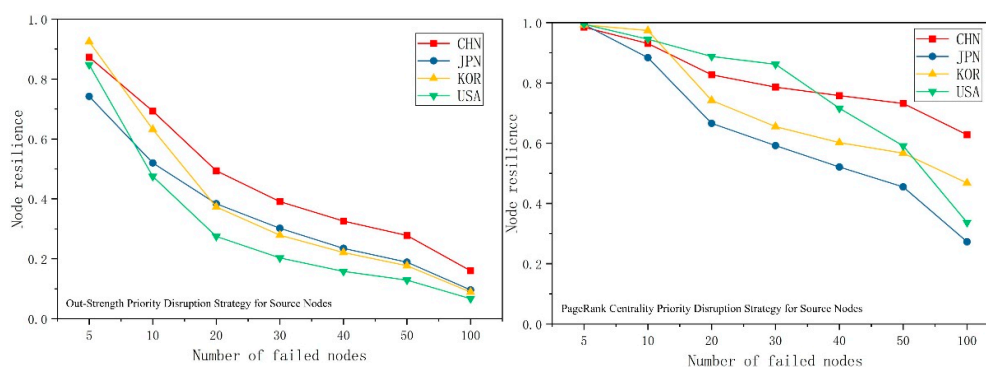 1.0
0.8
0.6
0.4
0.2
0.0
Node resilience
CHN
JPN
KOR
USA
Out-Strength Priority Disruption Strategy for Source Nodes
5 10 20 30 40 50 100
Number of failed nodes
1.0
0.8
0.6
0.4
0.2
0.0
Node resilience
CHN
JPN
KOR
USA
PageRank Centrality Priority Disruption Strategy for Source Nodes
5 10 20 30 40 50 100
Number of failed nodes